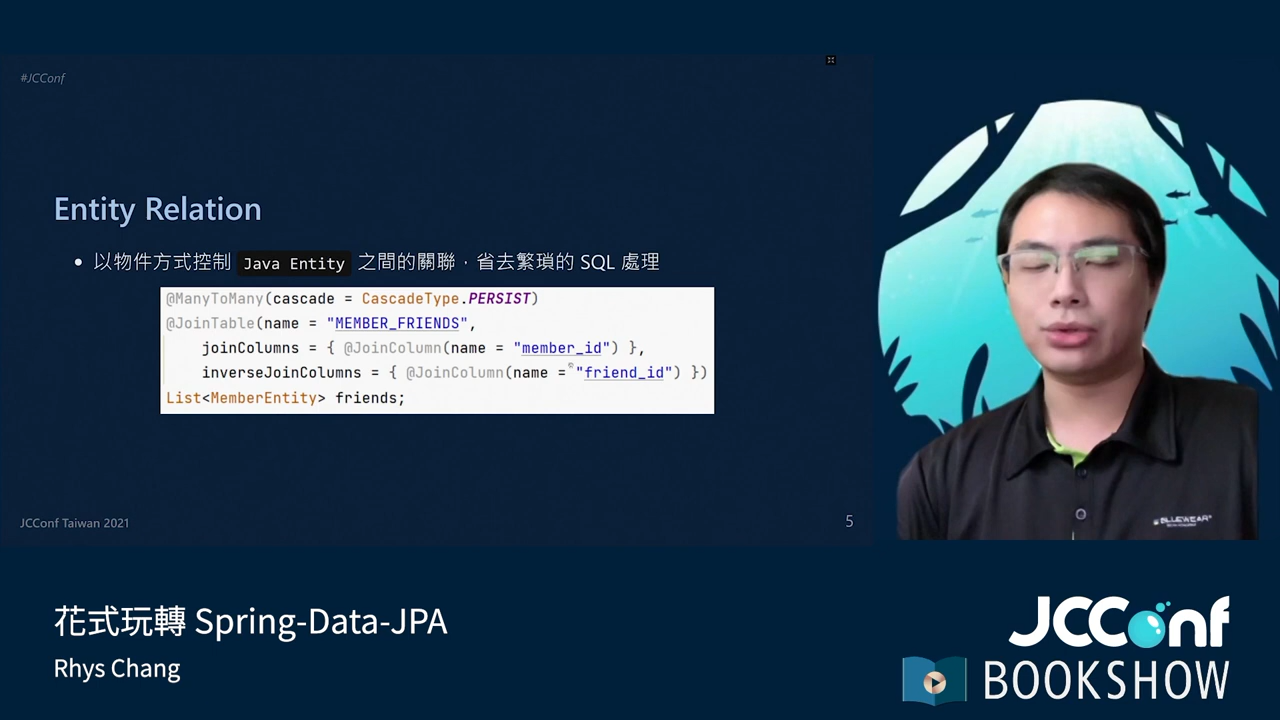 #JCConf
Entity Relation
• 以物件方式控制 Java Entity 之間的關聯，省去繁瑣的 SQL 處理
@ManyToMany(cascade = CascadeType.PERSIST)
@JoinTable(name = "MEMBER_FRIENDS",
joinColumns = { @JoinColumn(name = "member_id") },
inverseJoinColumns = { @JoinColumn(name = "friend_id") })
List<MemberEntity> friends;
JCConf Taiwan 2021
5
BLUEWEAR
花式玩轉 Spring-Data-JPA
Rhys Chang
JCConf
BOOKSHOW